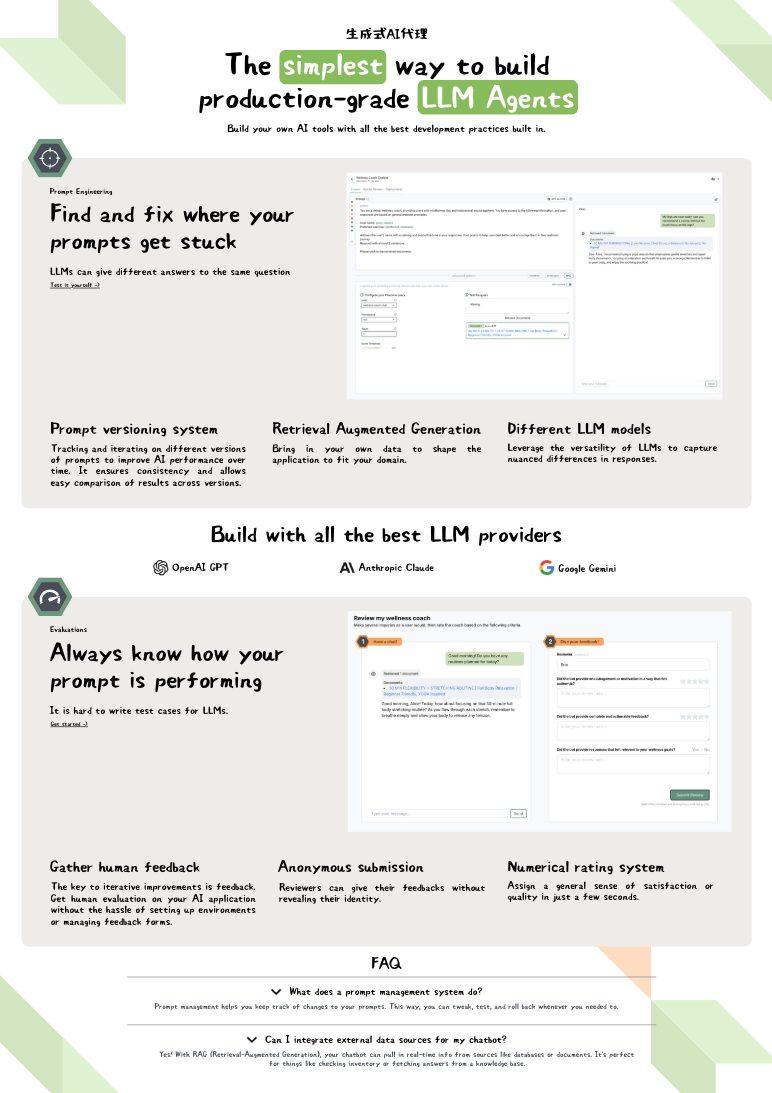 生成式AI代理
The simplest way to build
production-grade LLM Agents
Build your own AI tools with all the best development practices built in.
Prompt Engineering
Find and fix where your
prompts get stuck
LLMs can give different answers to the same question
Test it yourself ->
Wellness Coach Chatbot
Prompt versioning system
Tracking and iterating on different versions
of prompts to improve AI performance over
time. It ensures consistency and allows
easy comparison of results across versions.
Retrieval Augmented Generation
Bring in your own data to shape the
application to fit your domain.
Different LLM models
Leverage the versatility of LLMs to capture
nuanced differences in responses.
Build with all the best LLM providers
OpenAI GPT
Anthropic Claude
Google Gemini
Evaluations
Always know how your
prompt is performing
It is hard to write test cases for LLMs.
Get started ->
Review my wellness coach
Make several inquiries as a user would, then rate the coach based on the following criteria.
1 Have a chat!
Good morning! Do you have any
routines planned for today?
Retrieved 1 document
Documents:
Good morning, Alex! Today, how about focusing on that 30 minute full
body stretching routine? As you flow through each stretch, remember to
breathe deeply and allow your body to release any tension.
Type your message...
Send
2 Give your feedback!
Reviewer
Eric
Did the bot provide encouragement or motivation in a way that felt
authentic?
Did the bot provide complete and actionable feedback?
Did the bot provide responses that felt relevant to your wellness goals?
Yes
No
Submit Review
Gather human feedback
The key to iterative improvements is feedback.
Get human evaluation on your AI application
without the hassle of setting up environments
or managing feedback forms.
Anonymous submission
Reviewers can give their feedbacks without
revealing their identity.
Numerical rating system
Assign a general sense of satisfaction or
quality in just a few seconds.
FAQ
What does a prompt management system do?
Prompt management helps you keep track of changes to your prompts. This way, you can tweak, test, and roll back whenever you needed to.
Can I integrate external data sources for my chatbot?
Yes! With RAG (Retrieval-Augmented Generation), your chatbot can pull in real-time info from sources like databases or documents. It's perfect
for things like checking inventory or fetching answers from a knowledge base.